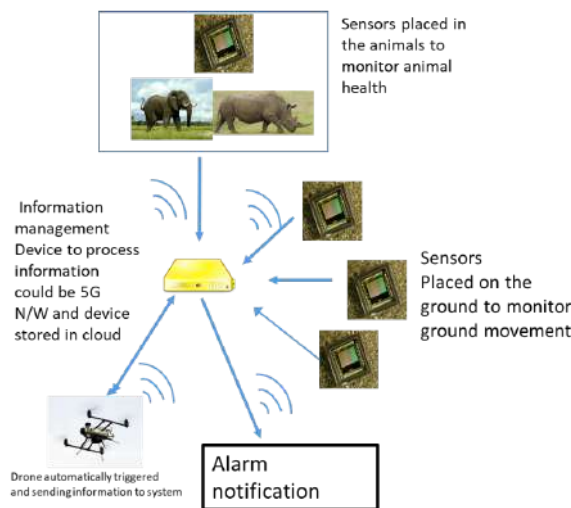 Sensors placed in
the animals to
monitor animal
health
Information
management
Device to process
information
could be 5G
N/W and device
stored in cloud
Sensors
Placed on the
ground to monitor
ground movement
Drone automatically triggered
and sending information to system
Alarm
notification